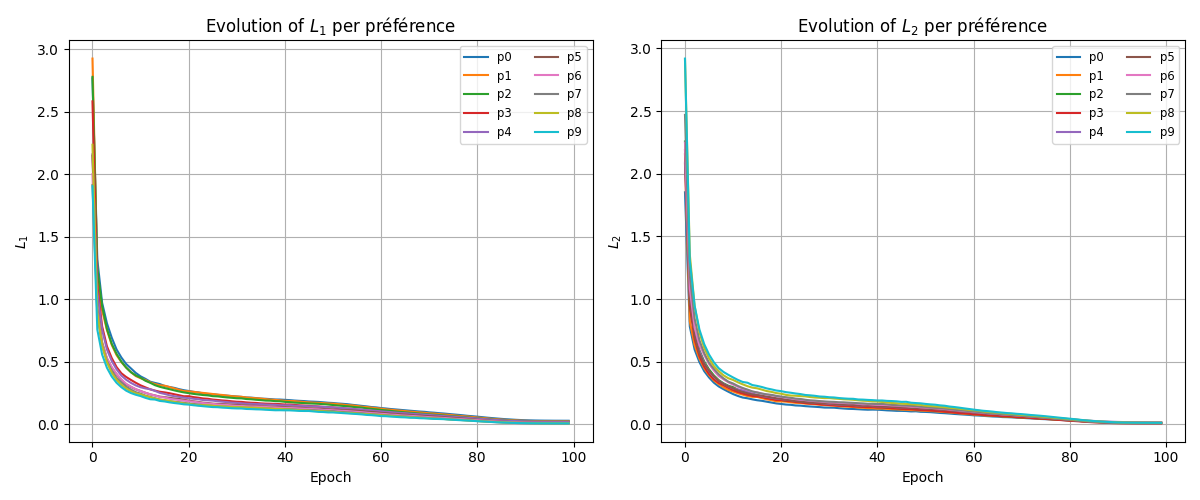 Evolution of L₁ per préférence
3.0
2.5
2.0
1.5
1.0
0.5
0.0
L₁
0 20 40 60 80 100
Epoch
p0 p5
p1 p6
p2 p7
p3 p8
p4 p9
Evolution of L₂ per préférence
3.0
2.5
2.0
1.5
1.0
0.5
0.0
L₂
0 20 40 60 80 100
Epoch
p0 p5
p1 p6
p2 p7
p3 p8
p4 p9